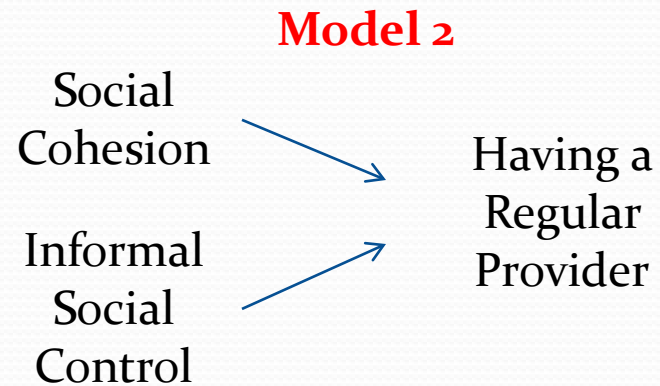 Model 2
Social
Cohesion
Informal
Social
Control
Having a
Regular
Provider